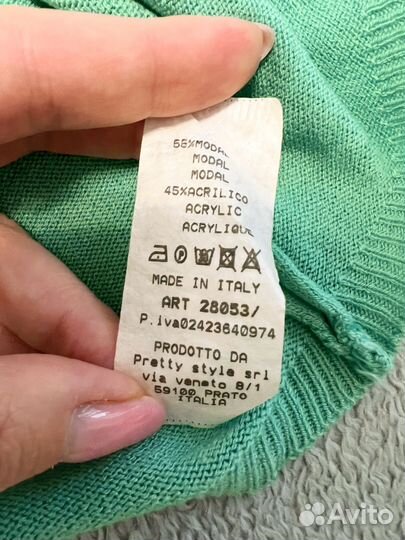 55%MODAL
MODAL
MODAL
45%ACRILICO
ACRYLIC
ACRYLIQUE
MADE IN ITALY
ART 28053/
P.iva02423640974
PRODOTTO DA
Pretty style srl
via veneto 8/1
59100 PRATO
ITALIA
Avito